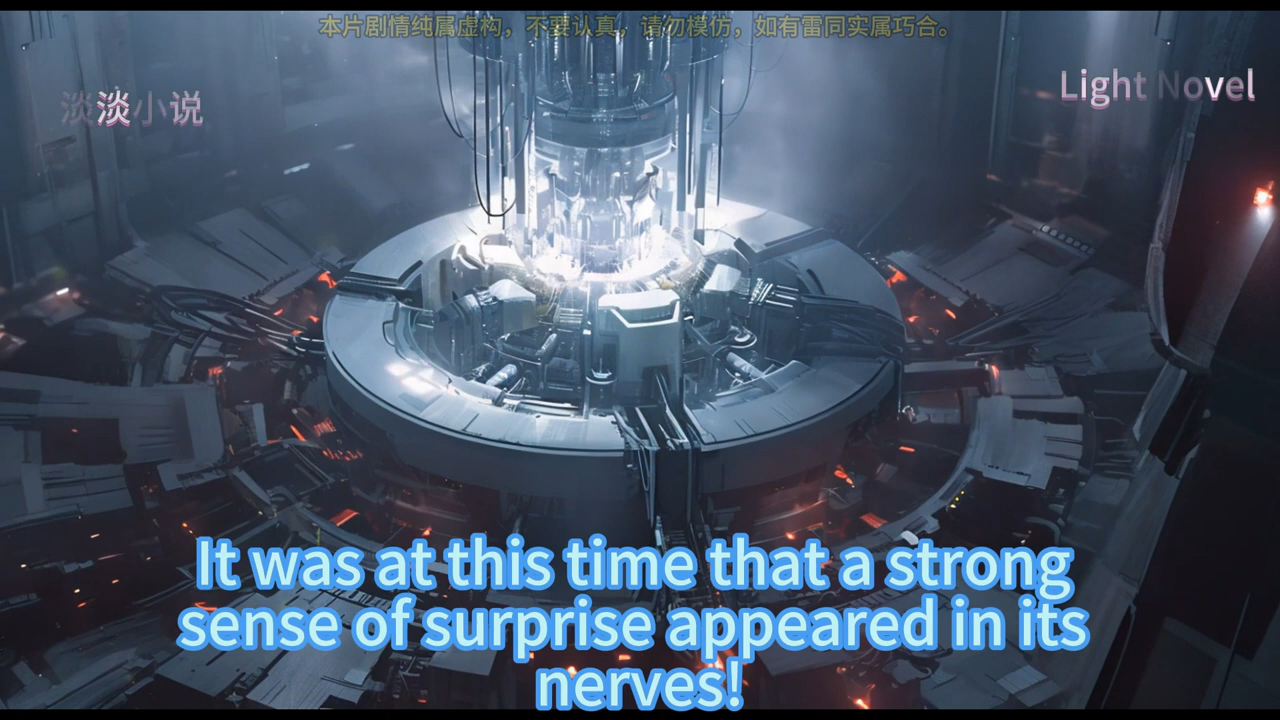 本片剧情纯属虚构，不要认真，请勿模仿，如有雷同实属巧合。
淡淡小说
Light Novel
It was at this time that a strong
sense of surprise appeared in its
nerves!